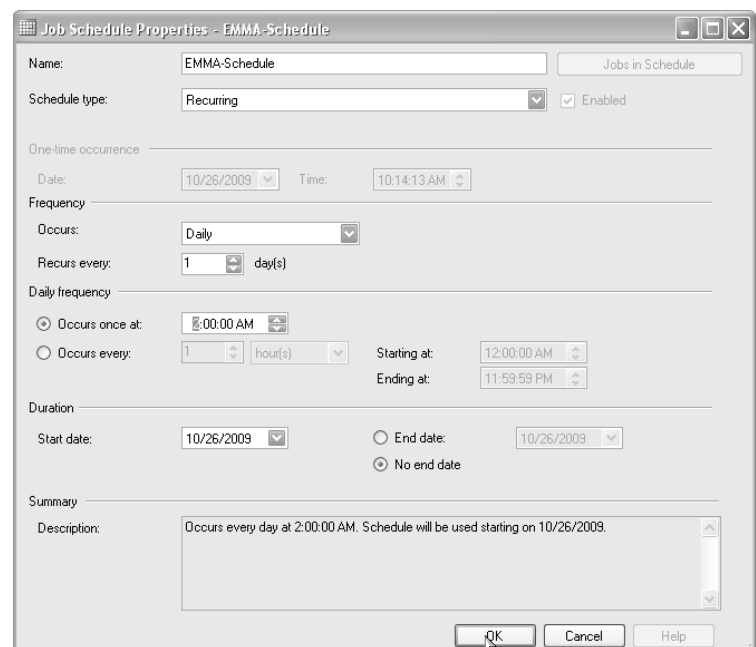 Job Schedule Properties - EMMA-Schedule
Name: EMMA-Schedule Jobs in Schedule
Schedule type: Recurring Enabled
One-time occurrence
Date: 10/26/2009 Time: 10:14:13 AM
Frequency
Occurs: Daily
Recurs every: 1 day(s)
Daily frequency
Occurs once at: 2:00:00 AM
Occurs every: 1 hour(s) Starting at: 12:00:00 AM
Ending at: 11:59:59 PM
Duration
Start date: 10/26/2009 End date: 10/26/2009
No end date
Summary
Description: Occurs every day at 2:00:00 AM. Schedule will be used starting on 10/26/2009.
OK Cancel Help